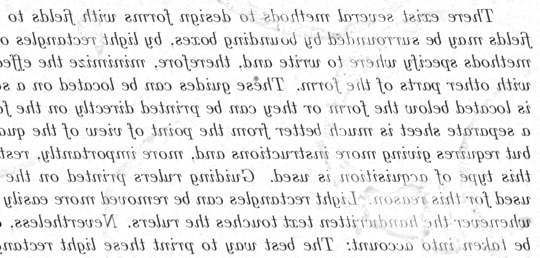 There exist several methods to design forms with fields to
fields may be surrounded by bounding boxes, by light rectangles o
methods specify where to write and, therefore, minimize the effe
with other parts of the form. These guides can be located on a s
is located below the form or they can be printed directly on the f
a separate sheet is much better from the point of view of the qua
but requires giving more instructions and, more importantly, rest
this type of acquisition is used. Guiding rulers printed on the
used for this reason. Light rectangles can be removed more easily
whenever the handwritten text touches the rulers. Nevertheless,
be taken into account: The best way to print these light rectang